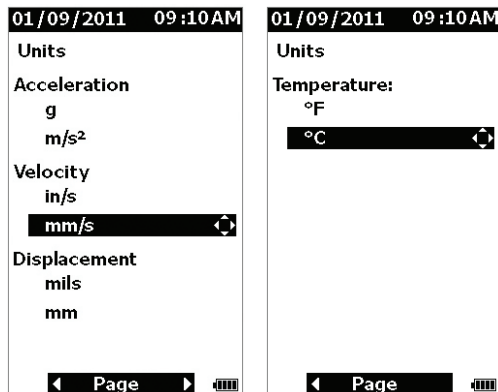 01/09/2011 09:10AM
Units
Acceleration
g
m/s²
Velocity
in/s
mm/s
Displacement
mils
mm
Page
01/09/2011 09:10AM
Units
Temperature:
°F
°C
Page